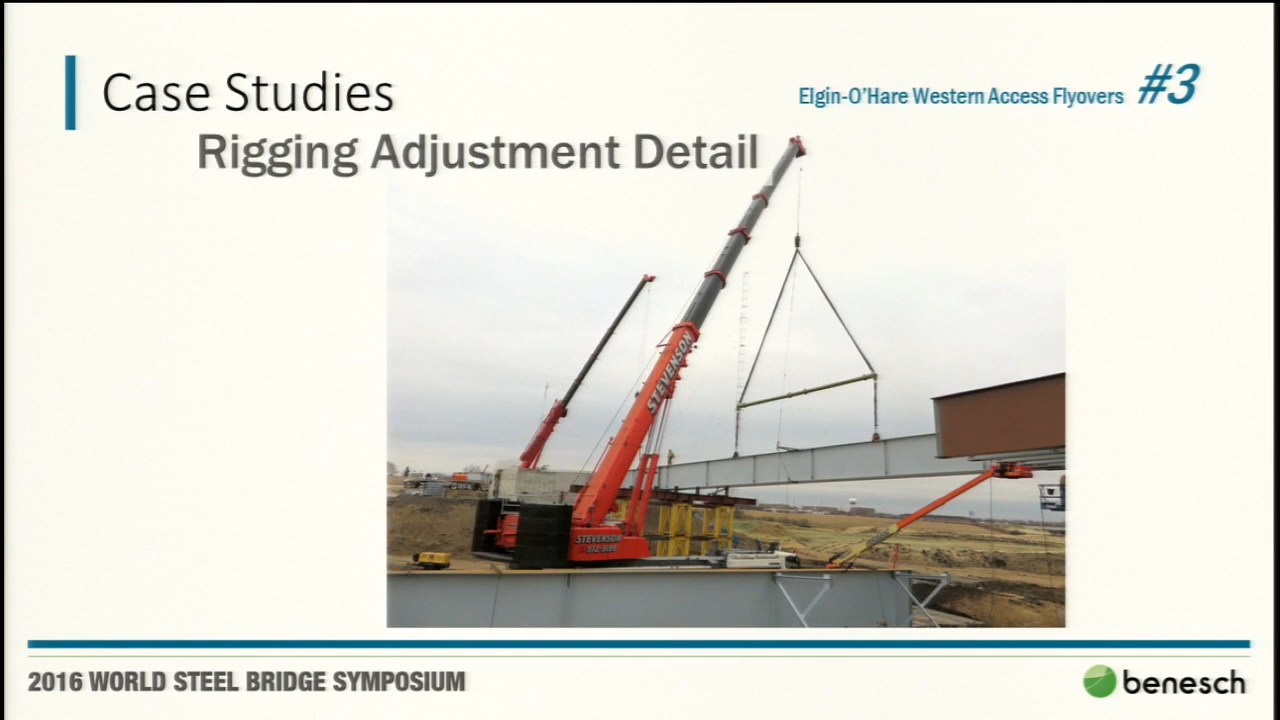 Case Studies
Elgin-O'Hare Western Access Flyovers #3
Rigging Adjustment Detail
STEVENSON
STEVENSON
2016 WORLD STEEL BRIDGE SYMPOSIUM
benesch